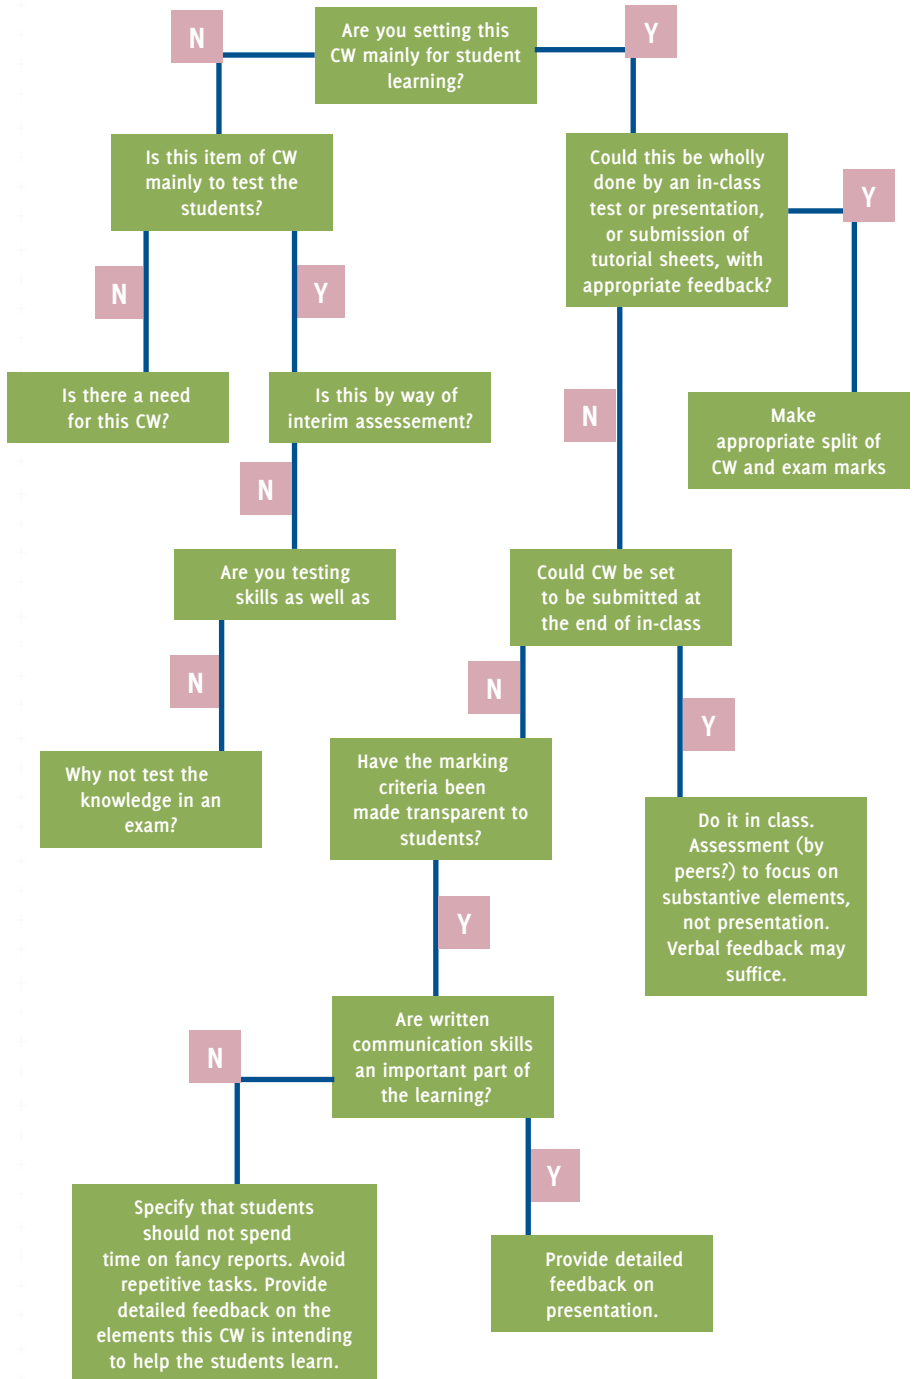 Are you setting this
CW mainly for student
learning?
N
Y
Is this item of CW
mainly to test the
students?
Could this be wholly
done by an in-class
test or presentation,
or submission of
tutorial sheets, with
appropriate feedback?
Y
N
Y
Is there a need
for this CW?
Is this by way of
interim assessement?
N
Make
appropriate split of
CW and exam marks
N
Are you testing
skills as well as
Could CW be set
to be submitted at
the end of in-class
N
N
Y
Why not test the
knowledge in an
exam?
Have the marking
criteria been
made transparent to
students?
Do it in class.
Assessment (by
peers?) to focus on
substantive elements,
not presentation.
Verbal feedback may
suffice.
Y
Are written
communication skills
an important part of
the learning?
N
Y
Specify that students
should not spend
time on fancy reports. Avoid
repetitive tasks. Provide
detailed feedback on the
elements this CW is intending
to help the students learn.
Provide detailed
feedback on
presentation.